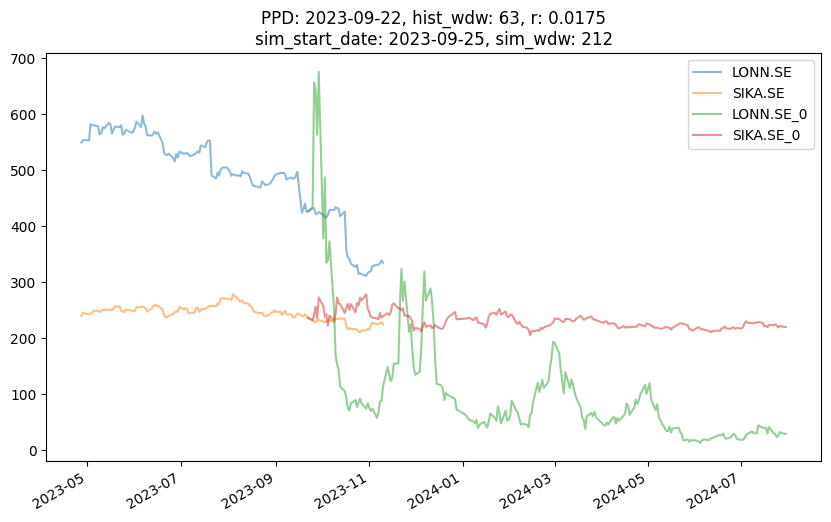 PPD: 2023-09-22, hist_wdw: 63, r: 0.0175
sim_start_date: 2023-09-25, sim_wdw: 212
LONN.SE
SIKA.SE
LONN.SE_0
SIKA.SE_0
700
600
500
400
300
200
100
0
2023-05
2023-07
2023-09
2023-11
2024-01
2024-03
2024-05
2024-07